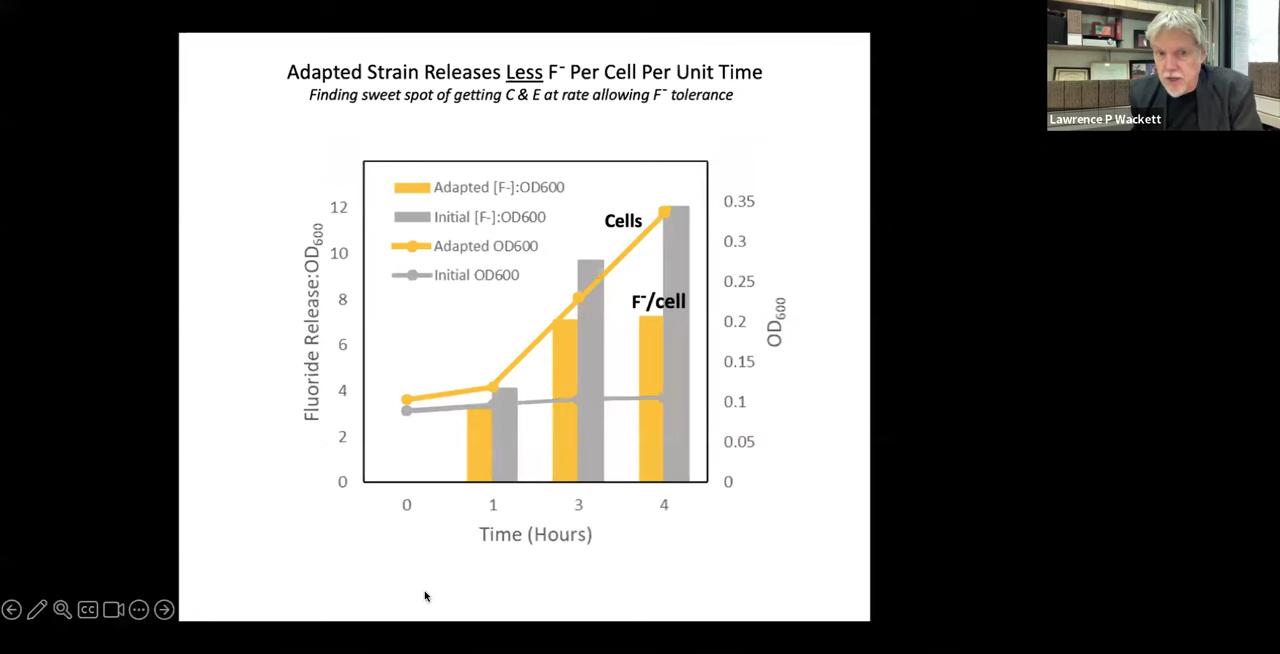 Adapted Strain Releases Less F⁻ Per Cell Per Unit Time
Finding sweet spot of getting C & E at rate allowing F⁻ tolerance
Lawrence P Wackett
Adapted [F-]:OD600
Initial [F-]:OD600
Adapted OD600
Initial OD600
Cells
F⁻/cell
Fluoride Release:OD₆₀₀
12
10
8
6
4
2
0
0.35
0.3
0.25
0.2
0.15
0.1
0.05
0
OD₆₀₀
0 1 3 4
Time (Hours)
CC